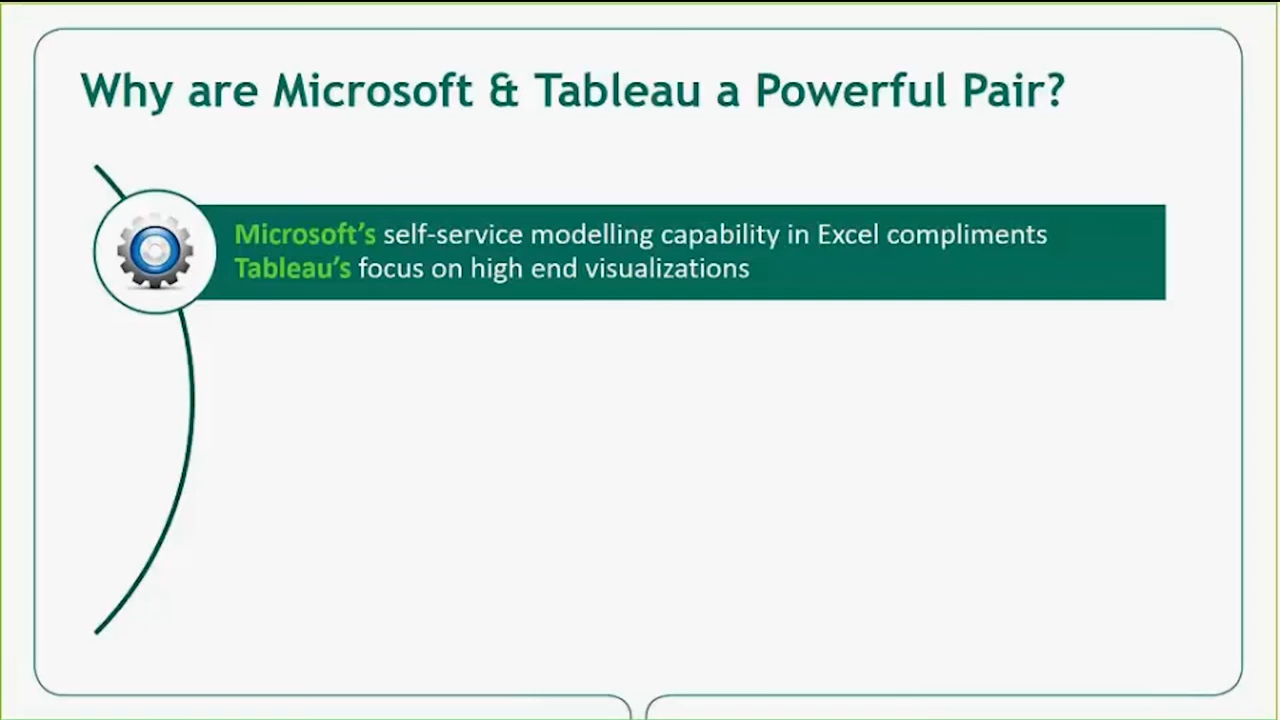 Why are Microsoft & Tableau a Powerful Pair?
Microsoft's self-service modelling capability in Excel compliments
Tableau's focus on high end visualizations